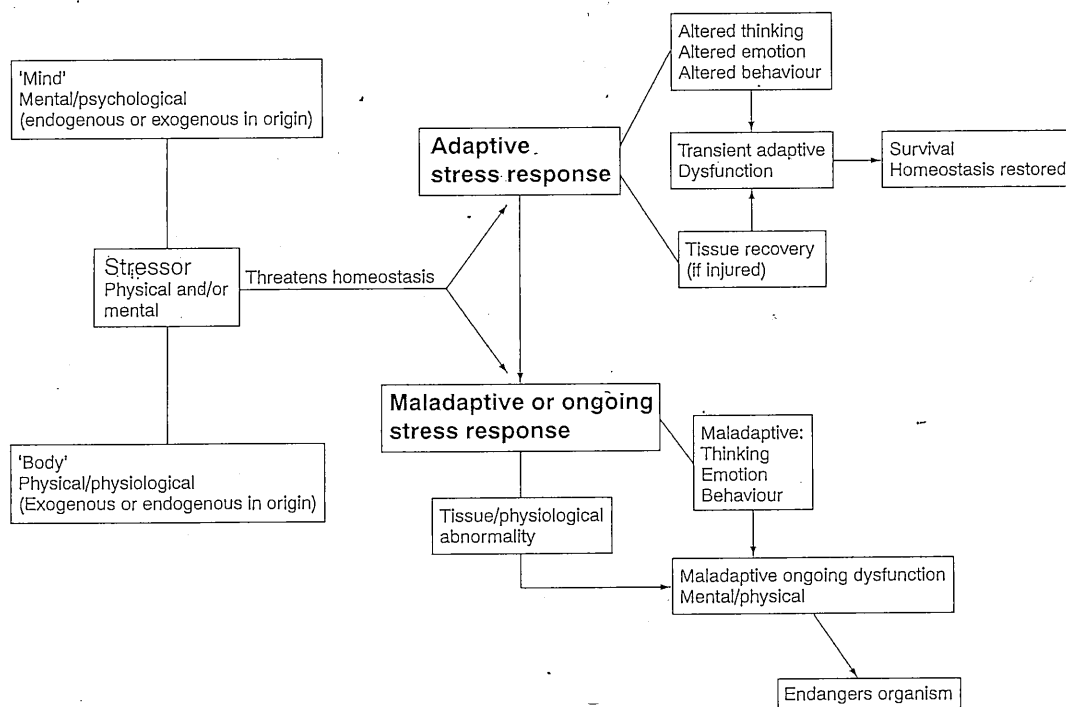 'Mind'
Mental/psychological
(endogenous or exogenous in origin)
Stressor
Physical and/or
mental
'Body'
Physical/physiological
(Exogenous or endogenous in origin)
Threatens homeostasis
Adaptive
stress response
Altered thinking
Altered emotion
Altered behaviour
Transient adaptive
Dysfunction
Survival
Homeostasis restored
Tissue recovery
(if injured)
Maladaptive or ongoing
stress response
Maladaptive:
Thinking
Emotion
Behaviour
Tissue/physiological
abnormality
Maladaptive ongoing dysfunction
Mental/physical
Endangers organism